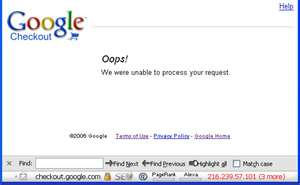 Help
Google
Checkout
Oops!
We were unable to process your request.
©2006 Google Terms of Use - Privacy Policy - Google Home
Find: Find Next Find Previous Highlight all Match case
checkout.google.com PageRank Alexa 216.239.57.101 (3 more)